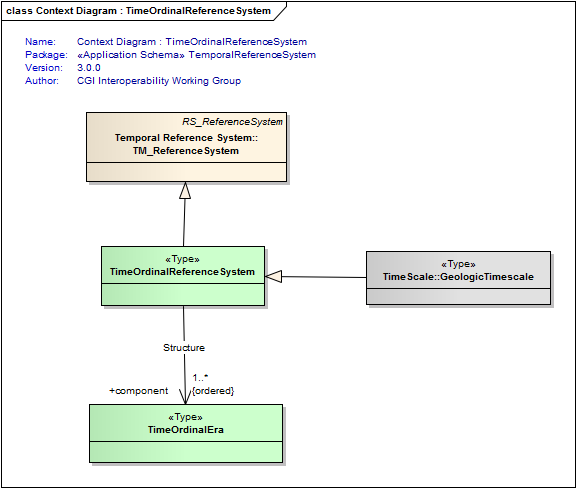 class Context Diagram : TimeOrdinalReferenceSystem
Name: Context Diagram : TimeOrdinalReferenceSystem
Package: «Application Schema» TemporalReferenceSystem
Version: 3.0.0
Author: CGI Interoperability Working Group
RS_ReferenceSystem
Temporal Reference System::
TM_ReferenceSystem
«Type»
TimeOrdinalReferenceSystem
«Type»
TimeScale::GeologicTimescale
Structure
1..*
+component {ordered}
«Type»
TimeOrdinalEra